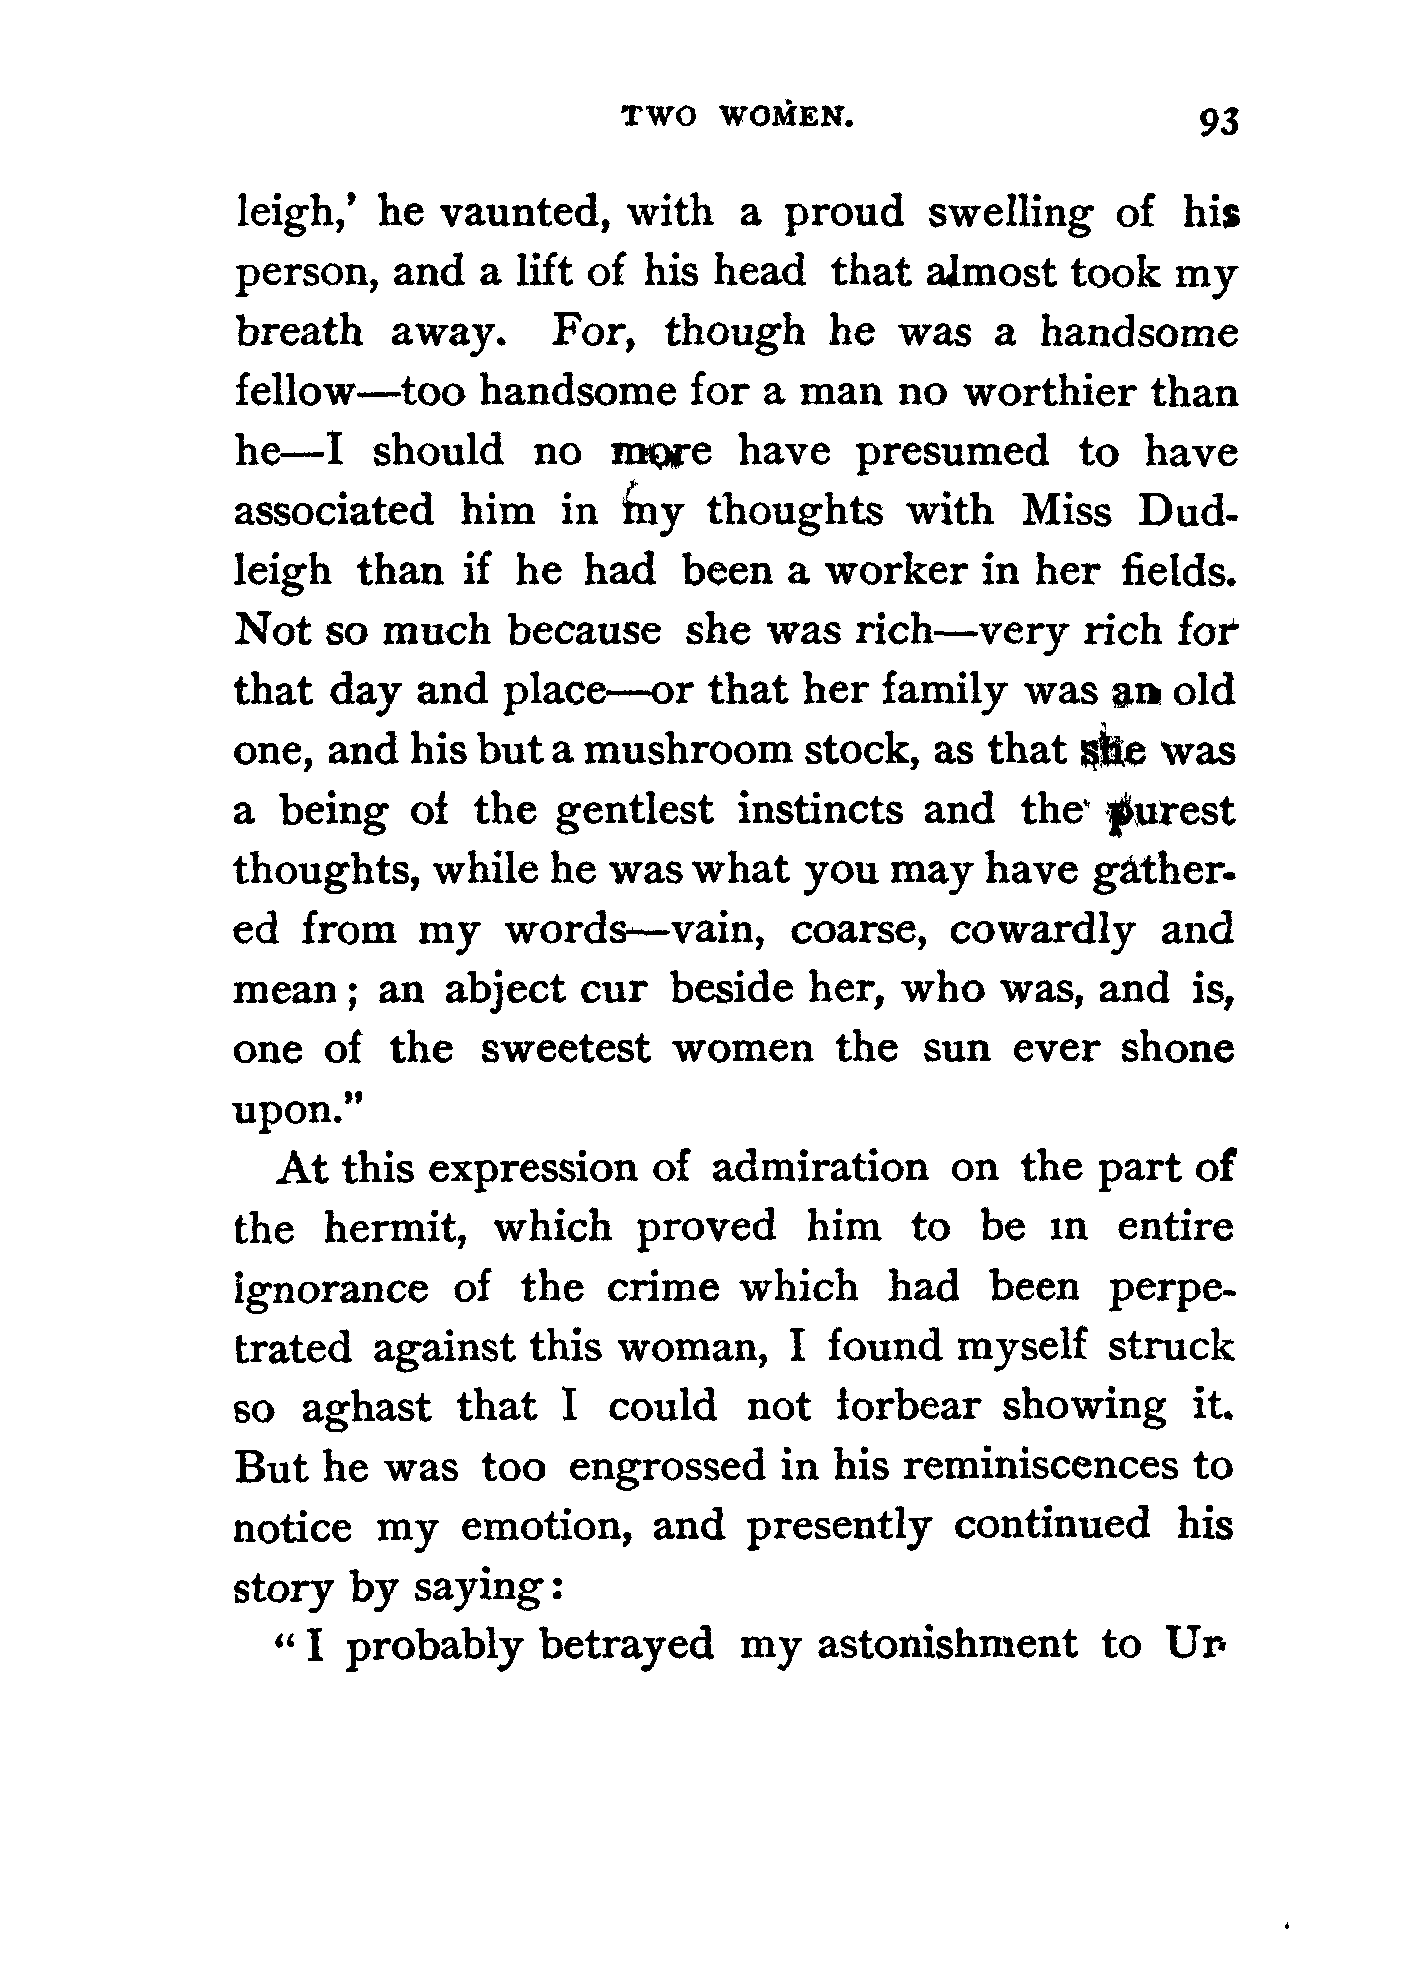 TWO WOMEN. 93
leigh,' he vaunted, with a proud swelling of his
person, and a lift of his head that almost took my
breath away. For, though he was a handsome
fellow—too handsome for a man no worthier than
he—I should no more have presumed to have
associated him in my thoughts with Miss Dud-
leigh than if he had been a worker in her fields.
Not so much because she was rich—very rich for
that day and place—or that her family was an old
one, and his but a mushroom stock, as that she was
a being of the gentlest instincts and the purest
thoughts, while he was what you may have gather-
ed from my words—vain, coarse, cowardly and
mean; an abject cur beside her, who was, and is,
one of the sweetest women the sun ever shone
upon."
At this expression of admiration on the part of
the hermit, which proved him to be in entire
ignorance of the crime which had been perpe-
trated against this woman, I found myself struck
so aghast that I could not forbear showing it.
But he was too engrossed in his reminiscences to
notice my emotion, and presently continued his
story by saying:
"I probably betrayed my astonishment to Ur-